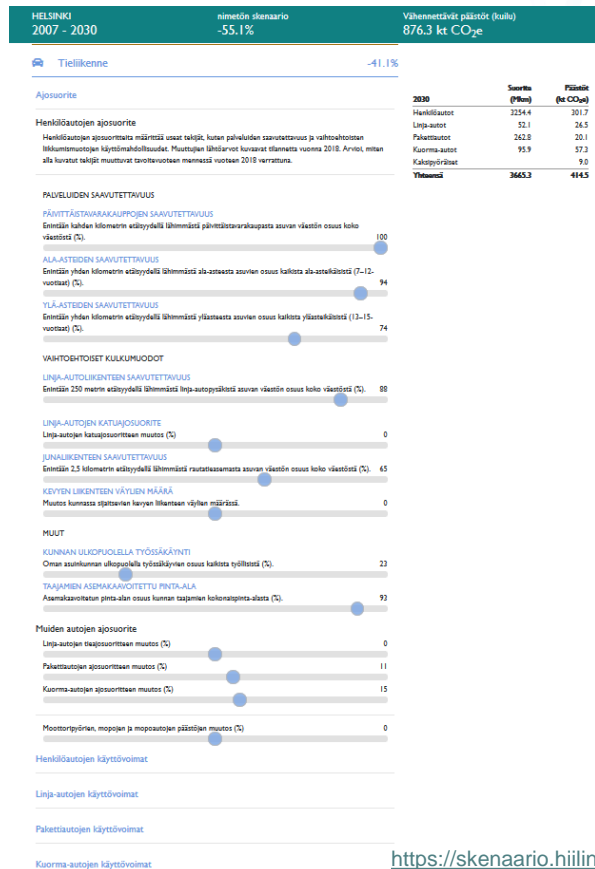 HELSINKI
2007 - 2030
nimetön skenaario
-55.1%
Vähennettävät päästöt (kuilu)
876.3 kt CO2e
Tieliikenne
-41.1%
Ajosuorite
Henkilöautojen ajosuorite
Henkilöautojen ajosuoritteita määrittää useat tekijät, kuten palveluiden saavutettavuus ja vaihtoehtoisten
liikkumismuotojen käyttömahdollisuudet. Muuttujien lähtöarvot kuvaavat tilannetta vuonna 2018. Arvioi, miten
alla kuvatut tekijät muuttuvat tavoitevuoteen mennessä vuoteen 2018 verrattuna.
PALVELUIDEN SAAVUTETTAVUUS
PÄIVITTÄISTAVARAKAUPPOJEN SAAVUTETTAVUUS
Enintään kahden kilometrin etäisyydellä lähimmästä päivittäistavarakaupasta asuvan väestön osuus koko
väestöstä (%).
100
ALA-ASTEIDEN SAAVUTETTAVUUS
Enintään yhden kilometrin etäisyydellä lähimmästä ala-asteesta asuvien osuus kaikista ala-asteikäisistä (7–12-
vuotiaat) (%).
94
YLÄ-ASTEIDEN SAAVUTETTAVUUS
Enintään yhden kilometrin etäisyydellä lähimmästä yläasteesta asuvien osuus kaikista yläasteikäisistä (13–15-
vuotiaat) (%).
74
VAIHTOEHTOISET KULKUMUODOT
LINJA-AUTOLIIKENTEEN SAAVUTETTAVUUS
Enintään 250 metrin etäisyydellä lähimmästä linja-autopysäkistä asuvan väestön osuus koko väestöstä (%). 88
LINJA-AUTOJEN KATUAJOSUORITE
Linja-autojen katuajosuoritteen muutos (%) 0
JUNALIIKENTEEN SAAVUTETTAVUUS
Enintään 2,5 kilometrin etäisyydellä lähimmästä rautatieasemasta asuvan väestön osuus koko väestöstä (%). 65
KEVYEN LIIKENTEEN VÄYLIEN MÄÄRÄ
Muutos kunnassa sijaitsevien kevyen liikenteen väylien määrässä. 0
MUUT
KUNNAN ULKOPUOLELLA TYÖSSÄKÄYNTI
Oman asuinkunnan ulkopuolella työssäkäyvien osuus kaikista työllisistä (%). 23
TAAJAMIEN ASEMAKAAVOITETTU PINTA-ALA
Asemakaavoitetun pinta-alan osuus kunnan taajamien kokonaispinta-alasta (%). 93
Muiden autojen ajosuorite
Linja-autojen tieajosuoritteen muutos (%) 0
Pakettiautojen ajosuoritteen muutos (%) 11
Kuorma-autojen ajosuoritteen muutos (%) 15
Moottoripyörien, mopojen ja mopoautojen päästöjen muutos (%) 0
Henkilöautojen käyttövoimat
Linja-autojen käyttövoimat
Pakettiautojen käyttövoimat
Kuorma-autojen käyttövoimat
Suorite Päästöt
2030 (Mkm) (kt CO2e)
Henkilöautot 3254.4 301.7
Linja-autot 52.1 26.5
Pakettiautot 262.8 20.1
Kuorma-autot 95.9 57.3
Kaksipyöräiset 9.0
Yhteensä 3665.3 414.5
https://skenaario.hiilin